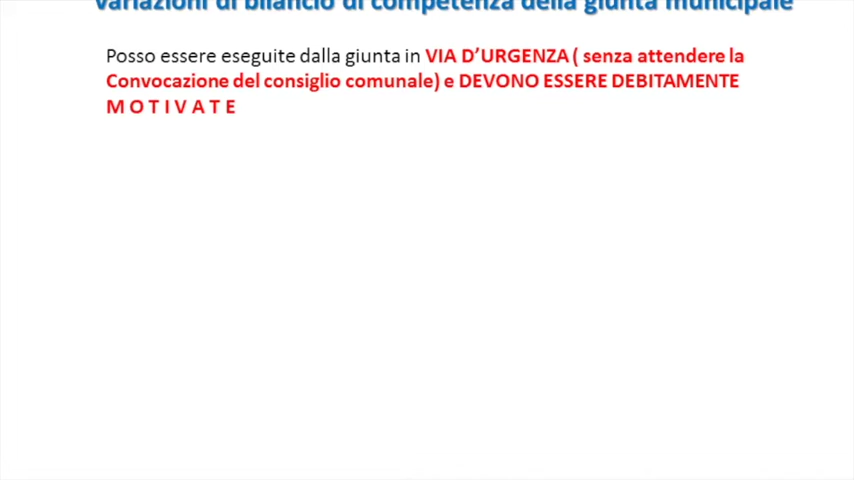 variazioni di bilancio di competenza della giunta municipale
Posso essere eseguite dalla giunta in VIA D'URGENZA ( senza attendere la
Convocazione del consiglio comunale) e DEVONO ESSERE DEBITAMENTE
M O T I V A T E